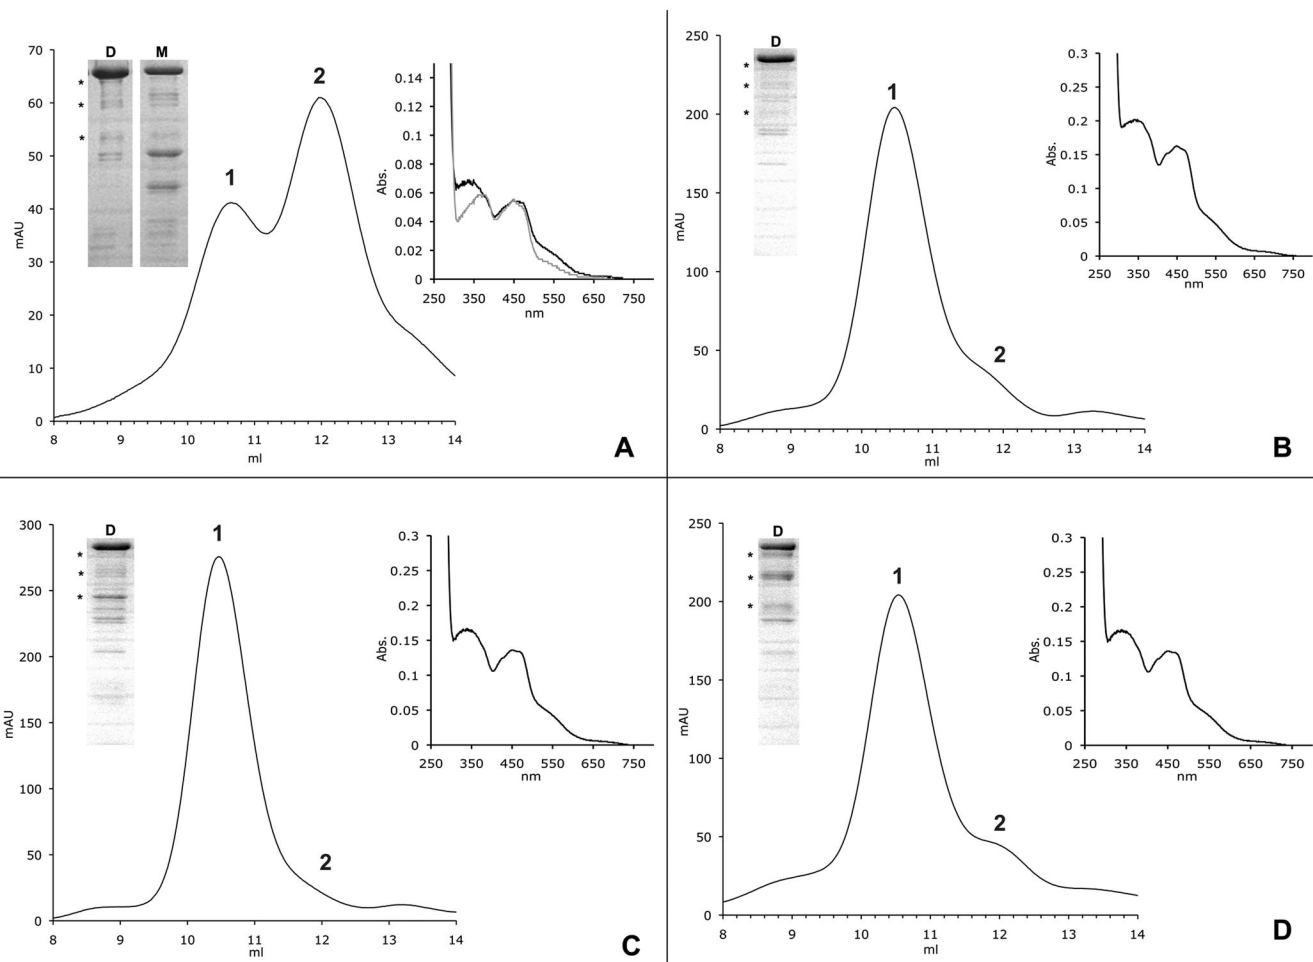 D M
*
*
*
1
2
70
60
50
40
30
20
10
0
mAU
8 9 10 11 12 13 14
ml
0.14
0.12
0.1
0.08
0.06
0.04
0.02
0
Abs.
250 350 450 550 650 750
nm
A
D
*
*
*
1
2
250
200
150
100
50
0
mAU
8 9 10 11 12 13 14
ml
0.3
0.25
0.2
0.15
0.1
0.05
0
Abs.
250 350 450 550 650 750
nm
B
D
*
*
*
1
2
300
250
200
150
100
50
0
mAU
8 9 10 11 12 13 14
ml
0.3
0.25
0.2
0.15
0.1
0.05
0
Abs.
250 350 450 550 650 750
nm
C
D
*
*
*
1
2
250
200
150
100
50
0
mAU
8 9 10 11 12 13 14
ml
0.3
0.25
0.2
0.15
0.1
0.05
0
Abs.
250 350 450 550 650 750
nm
D